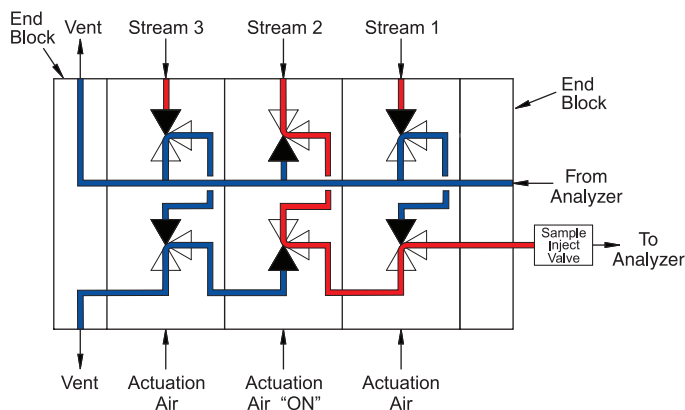 End
Block
Vent
Stream 3
Stream 2
Stream 1
End
Block
From
Analyzer
Sample
Inject
Valve
To
Analyzer
Vent
Actuation
Air
Actuation
Air "ON"
Actuation
Air